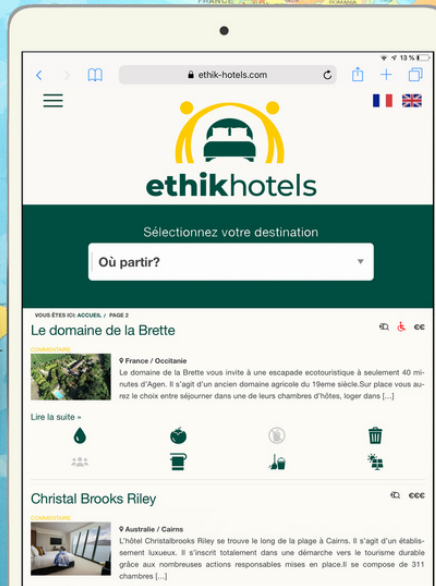 FRANCE
ROMANIA
13 %
ethik-hotels.com
ethikhotels
Sélectionnez votre destination
Où partir?
VOUS ÊTES ICI: ACCUEIL / PAGE 2
Le domaine de la Brette
€€
COMMENTAIRE
France / Occitanie
Le domaine de la Brette vous invite à une escapade écotouristique à seulement 40 mi-
nutes d'Agen. Il s'agit d'un ancien domaine agricole du 19eme siècle.Sur place vous au-
rez le choix entre séjourner dans une de leurs chambres d'hôtes, loger dans [...]
Lire la suite »
Christal Brooks Riley
€€€
COMMENTAIRE
Australie / Cairns
L'hôtel Christalbrooks Riley se trouve le long de la plage à Cairns. Il s'agit d'un établis-
sement luxueux. Il s'inscrit totalement dans une démarche vers le tourisme durable
grâce aux nombreuses actions responsables mises en place.Il se compose de 311
chambres [...]